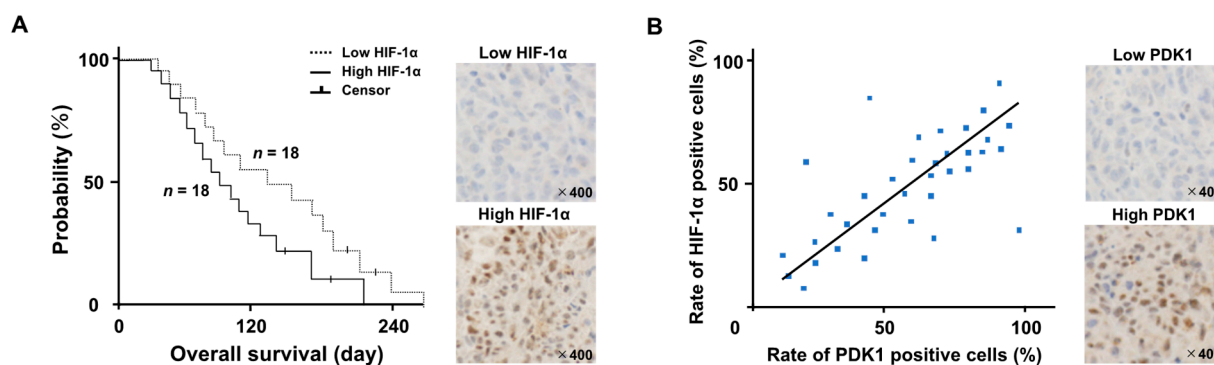 A
Probability (%)
100
50
0
0 120 240
Overall survival (day)
Low HIF-1α
High HIF-1α
Censor
n = 18
n = 18
Low HIF-1α
×400
High HIF-1α
×400
B
Rate of HIF-1α positive cells (%)
100
50
0 50 100
Rate of PDK1 positive cells (%)
Low PDK1
×40
High PDK1
×40